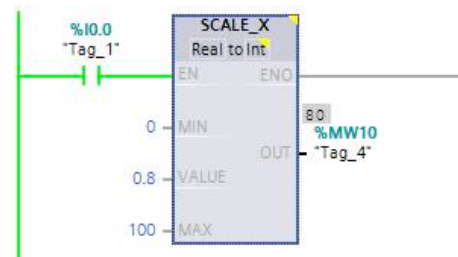 %I0.0
"Tag_1"
SCALE_X
Real to Int
EN ENO
0 MIN
80
%MW10
OUT "Tag_4"
0.8 VALUE
100 MAX